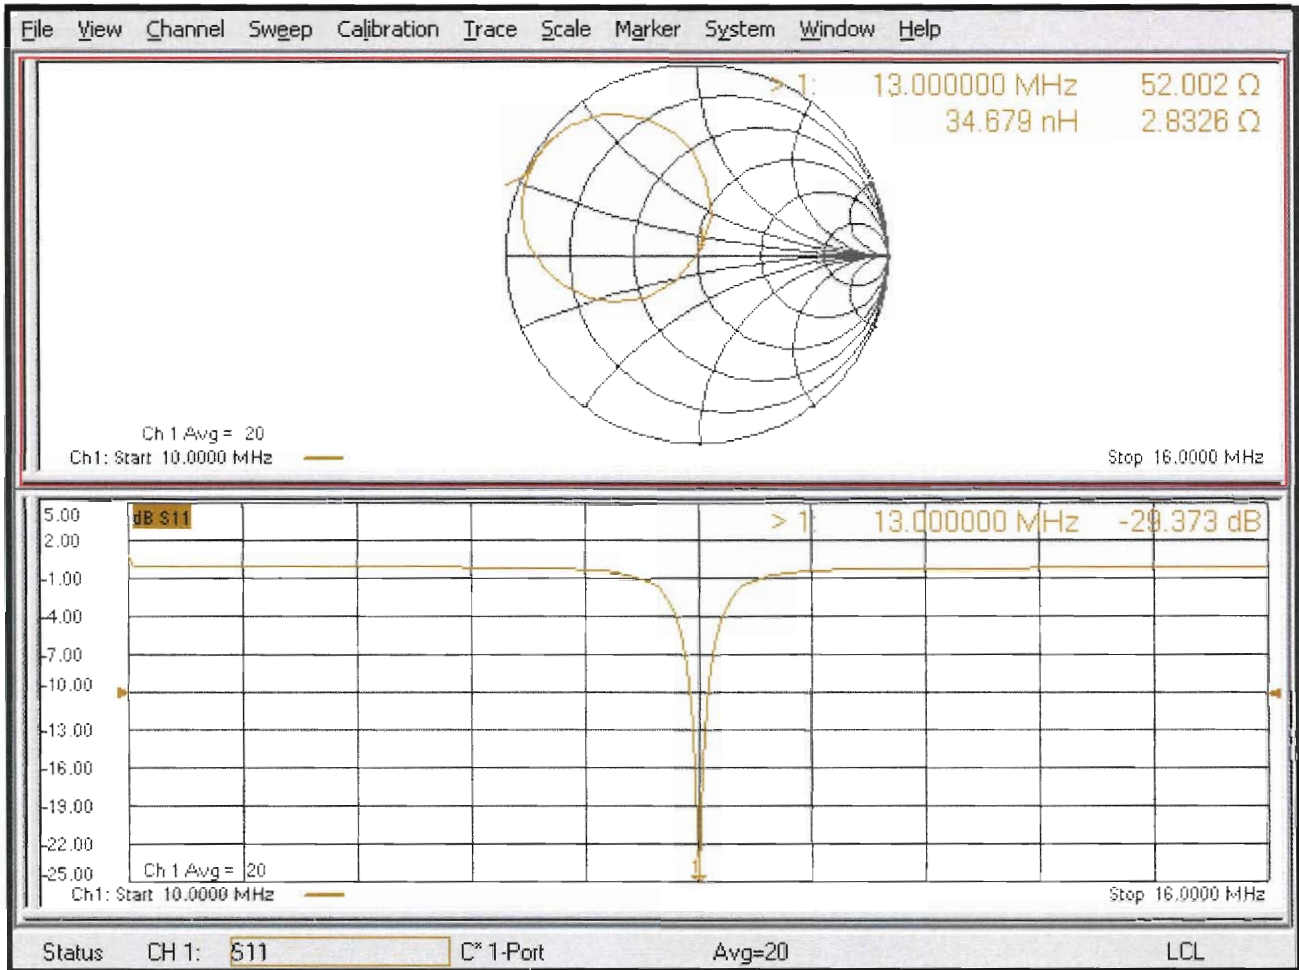 File View Channel Sweep Calibration Trace Scale Marker System Window Help
> 1: 13.000000 MHz 52.002 Ω
34.679 nH 2.8326 Ω
Ch 1 Avg = 20
Ch1: Start 10.0000 MHz
Stop 16.0000 MHz
5.00
dB S11
> 1: 13.000000 MHz -29.373 dB
2.00
-1.00
-4.00
-7.00
-10.00
-13.00
-16.00
-19.00
-22.00
1
-25.00
Ch 1 Avg = 20
Ch1: Start 10.0000 MHz
Stop 16.0000 MHz
Status CH 1: S11 C* 1-Port Avg=20 LCL